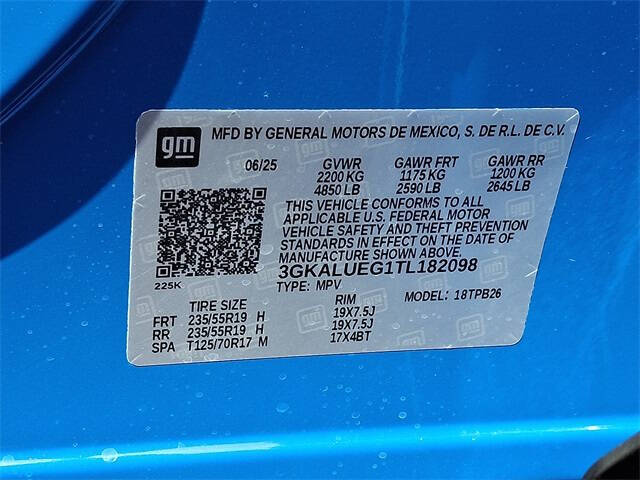 gm MFD BY GENERAL MOTORS DE MEXICO, S. DE R.L. DE C.V.
06/25 GVWR GAWR FRT GAWR RR
2200 KG 1175 KG 1200 KG
4850 LB 2590 LB 2645 LB
THIS VEHICLE CONFORMS TO ALL
APPLICABLE U.S. FEDERAL MOTOR
VEHICLE SAFETY AND THEFT PREVENTION
STANDARDS IN EFFECT ON THE DATE OF
MANUFACTURE SHOWN ABOVE.
3GKALUEG1TL182098
225K TYPE: MPV MODEL: 18TPB26
TIRE SIZE RIM
FRT 235/55R19 H 19X7.5J
RR 235/55R19 H 19X7.5J
SPA T125/70R17 M 17X4BT